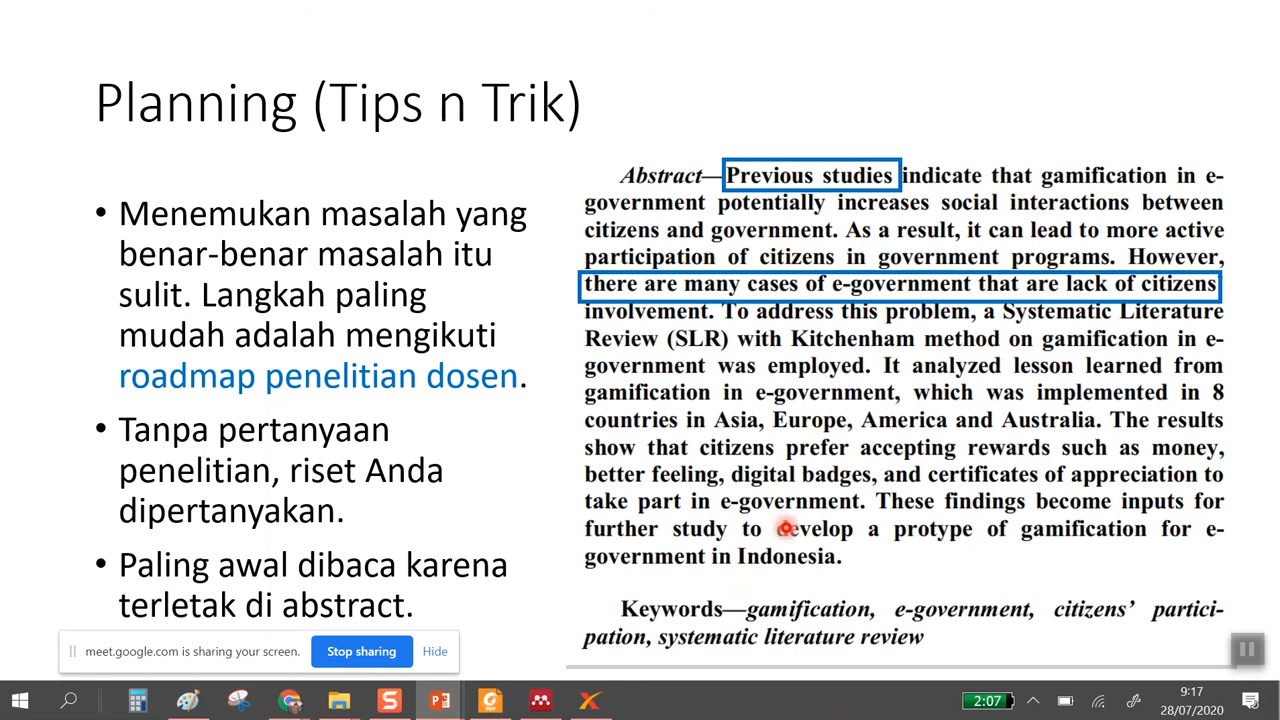 Planning (Tips n Trik)
• Menemukan masalah yang
benar-benar masalah itu
sulit. Langkah paling
mudah adalah mengikuti
roadmap penelitian dosen.
• Tanpa pertanyaan
penelitian, riset Anda
dipertanyakan.
• Paling awal dibaca karena
terletak di abstract.
Abstract—Previous studies indicate that gamification in e-
government potentially increases social interactions between
citizens and government. As a result, it can lead to more active
participation of citizens in government programs. However,
there are many cases of e-government that are lack of citizens
involvement. To address this problem, a Systematic Literature
Review (SLR) with Kitchenham method on gamification in e-
government was employed. It analyzed lesson learned from
gamification in e-government, which was implemented in 8
countries in Asia, Europe, America and Australia. The results
show that citizens prefer accepting rewards such as money,
better feeling, digital badges, and certificates of appreciation to
take part in e-government. These findings become inputs for
further study to develop a protype of gamification for e-
government in Indonesia.
Keywords—gamification, e-government, citizens' partici-
pation, systematic literature review
meet.google.com is sharing your screen.
Stop sharing
Hide
2:07
9:17
28/07/2020